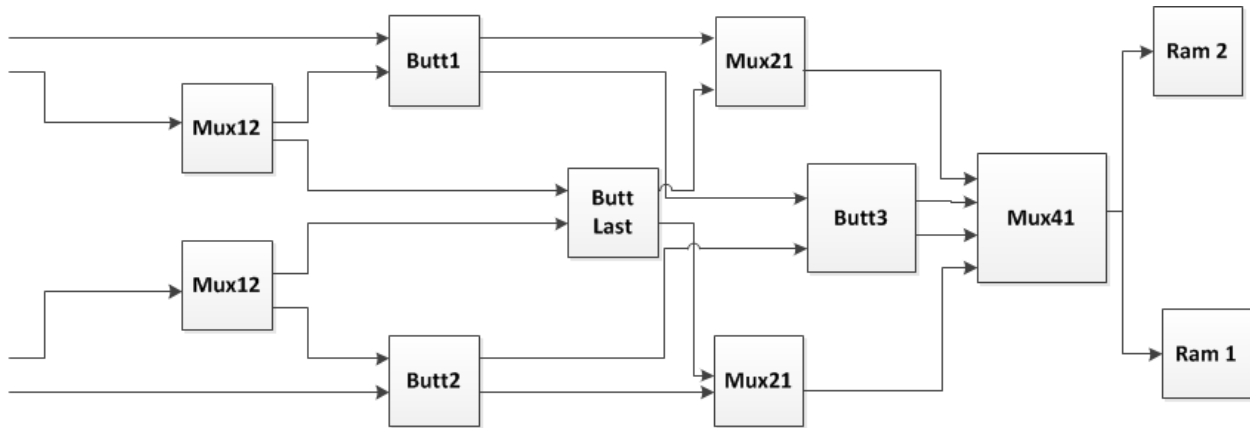 Butt1
Mux21
Ram 2
Mux12
Butt
Last
Butt3
Mux41
Mux12
Butt2
Mux21
Ram 1